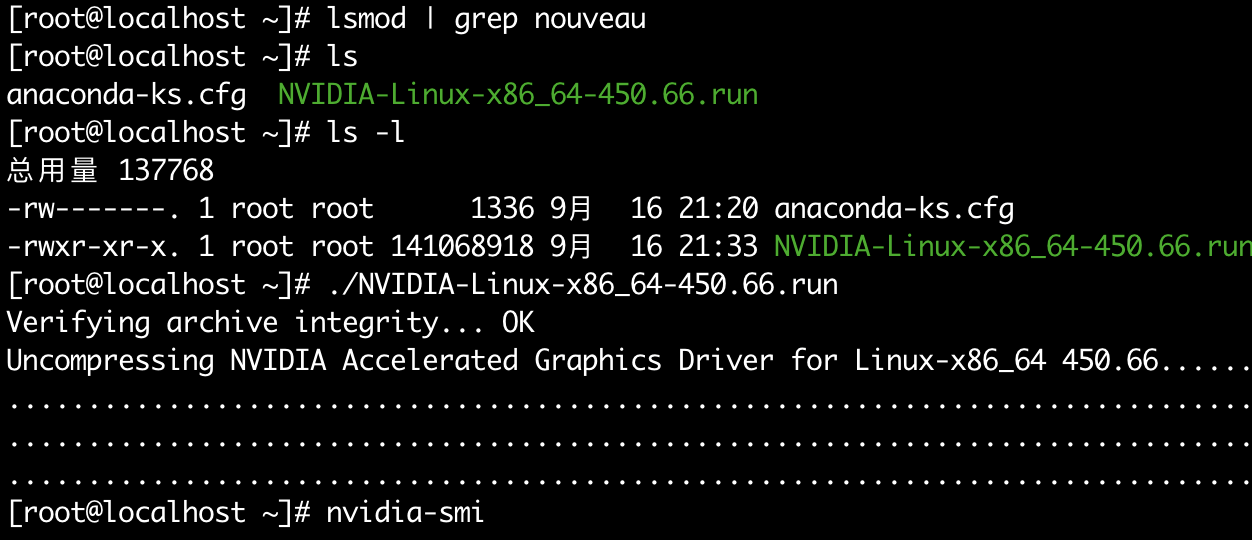 [root@localhost ~]# lsmod | grep nouveau
[root@localhost ~]# ls
anaconda-ks.cfg  NVIDIA-Linux-x86_64-450.66.run
[root@localhost ~]# ls -l
总用量 137768
-rw-------. 1 root root      1336 9月  16 21:20 anaconda-ks.cfg
-rwxr-xr-x. 1 root root 141068918 9月  16 21:33 NVIDIA-Linux-x86_64-450.66.run
[root@localhost ~]# ./NVIDIA-Linux-x86_64-450.66.run
Verifying archive integrity... OK
Uncompressing NVIDIA Accelerated Graphics Driver for Linux-x86_64 450.66......
..............................................................................
..............................................................................
..............................................................................
[root@localhost ~]# nvidia-smi